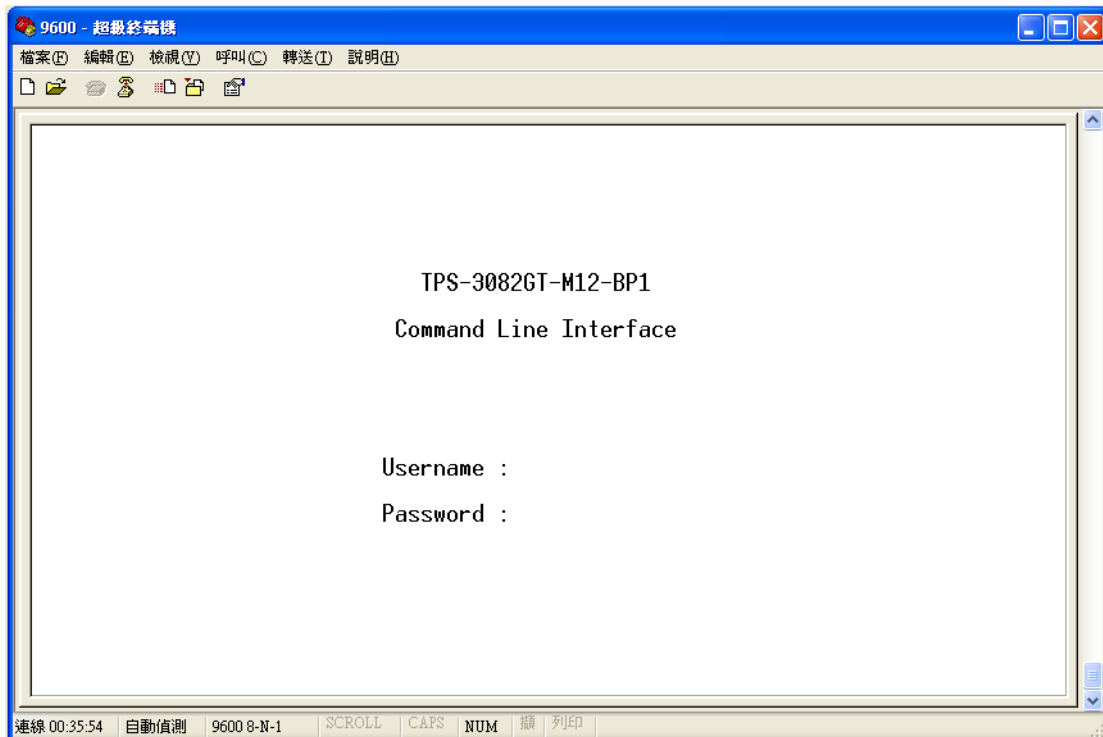 9600 - 超級終端機
檔案(F) 編輯(E) 檢視(V) 呼叫(C) 轉送(T) 說明(H)
TPS-3082GT-M12-BP1
Command Line Interface
Username :
Password :
連線 00:35:54 自動偵測 9600 8-N-1 SCROLL CAPS NUM 擷 列印